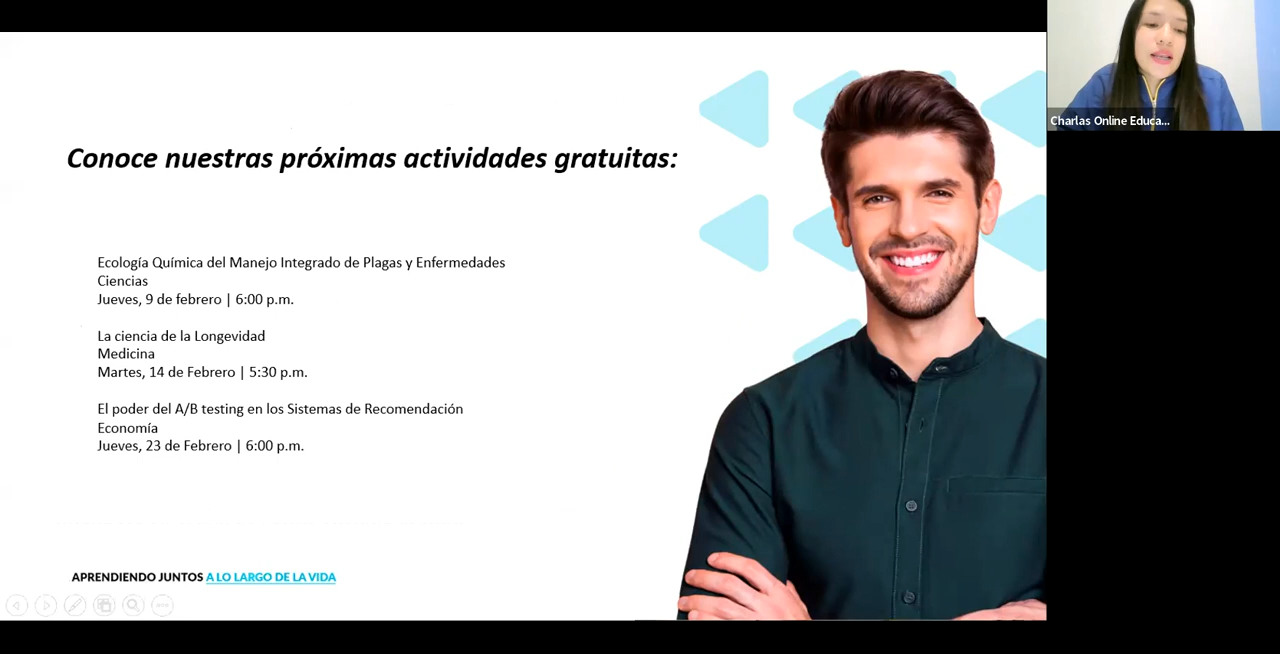 Conoce nuestras próximas actividades gratuitas:
Ecología Química del Manejo Integrado de Plagas y Enfermedades
Ciencias
Jueves, 9 de febrero | 6:00 p.m.
La ciencia de la Longevidad
Medicina
Martes, 14 de Febrero | 5:30 p.m.
El poder del A/B testing en los Sistemas de Recomendación
Economía
Jueves, 23 de Febrero | 6:00 p.m.
APRENDIENDO JUNTOS A LO LARGO DE LA VIDA
Charlas Online Educa...